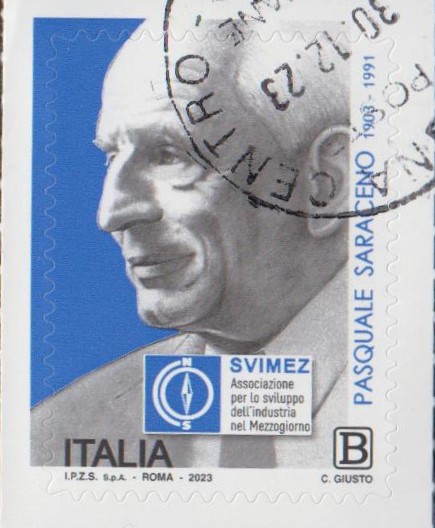 30.12.23
CENTRO
PASQUALE SARACENO 1903 - 1991
N
S
SVIMEZ
Associazione
per lo sviluppo
dell'industria
nel Mezzogiorno
ITALIA
B
I.P.Z.S. S.p.A. - ROMA - 2023
C. GIUSTO